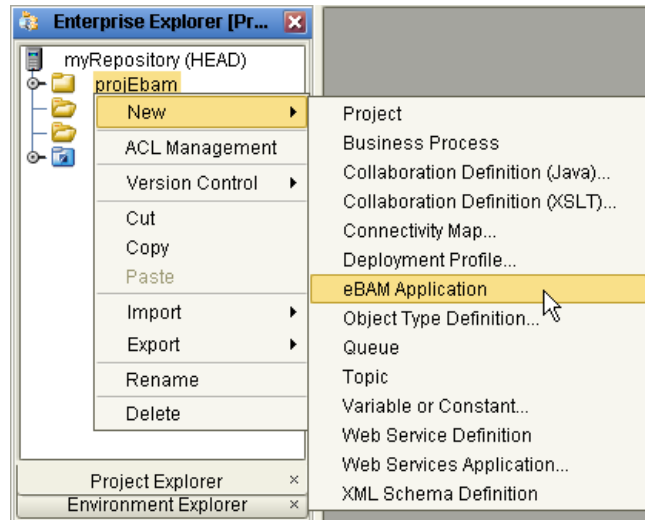 Enterprise Explorer [Pr...
myRepository (HEAD)
projEbam
New
ACL Management
Version Control
Cut
Copy
Paste
Import
Export
Rename
Delete
Project
Business Process
Collaboration Definition (Java)...
Collaboration Definition (XSLT)...
Connectivity Map...
Deployment Profile...
eBAM Application
Object Type Definition...
Queue
Topic
Variable or Constant...
Web Service Definition
Web Services Application...
XML Schema Definition
Project Explorer
Environment Explorer